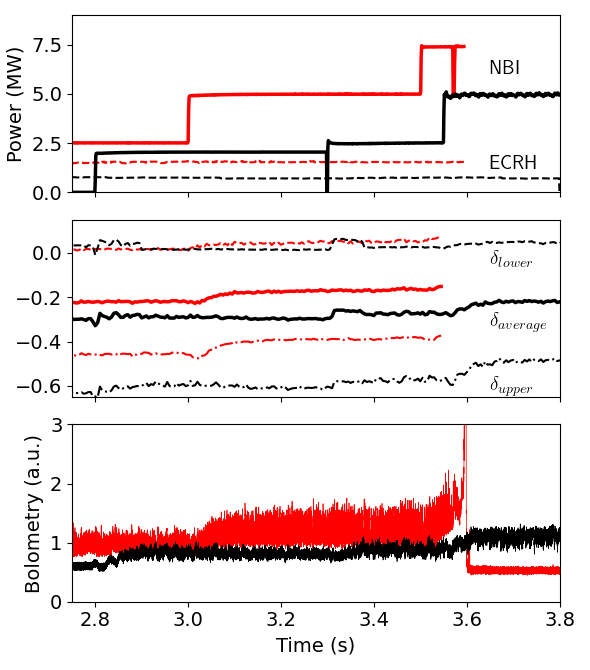 Power (MW)
7.5
5.0
2.5
0.0
NBI
ECRH
0.0
−0.2
−0.4
−0.6
δlower
δaverage
δupper
Bolometry (a.u.)
3
2
1
0
2.8 3.0 3.2 3.4 3.6 3.8
Time (s)